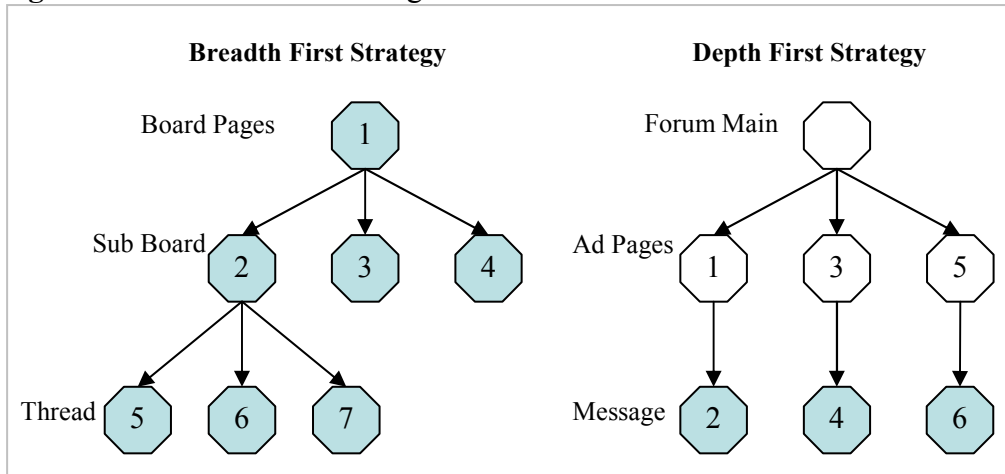 Breadth First Strategy
Board Pages
1
Sub Board
2
3
4
Thread
5
6
7
Depth First Strategy
Forum Main
Ad Pages
1
3
5
Message
2
4
6